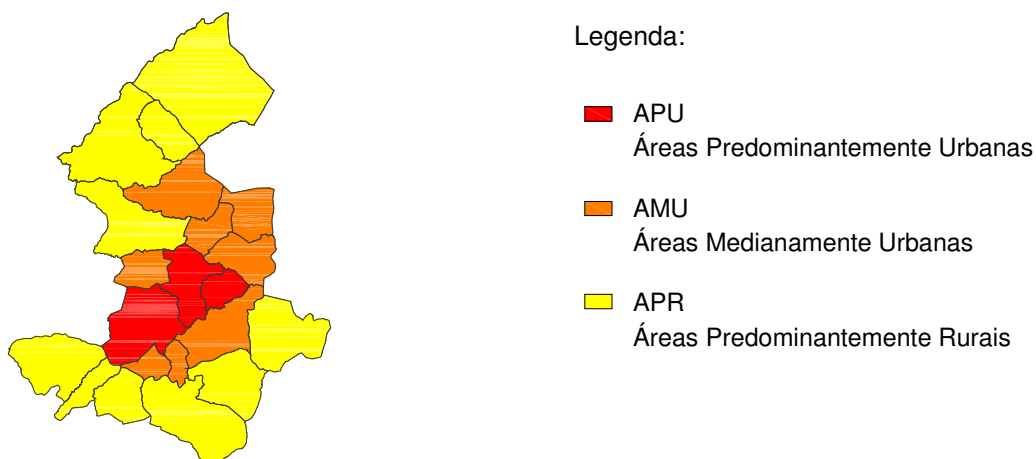 Legenda:
APU
Áreas Predominantemente Urbanas
AMU
Áreas Medianamente Urbanas
APR
Áreas Predominantemente Rurais